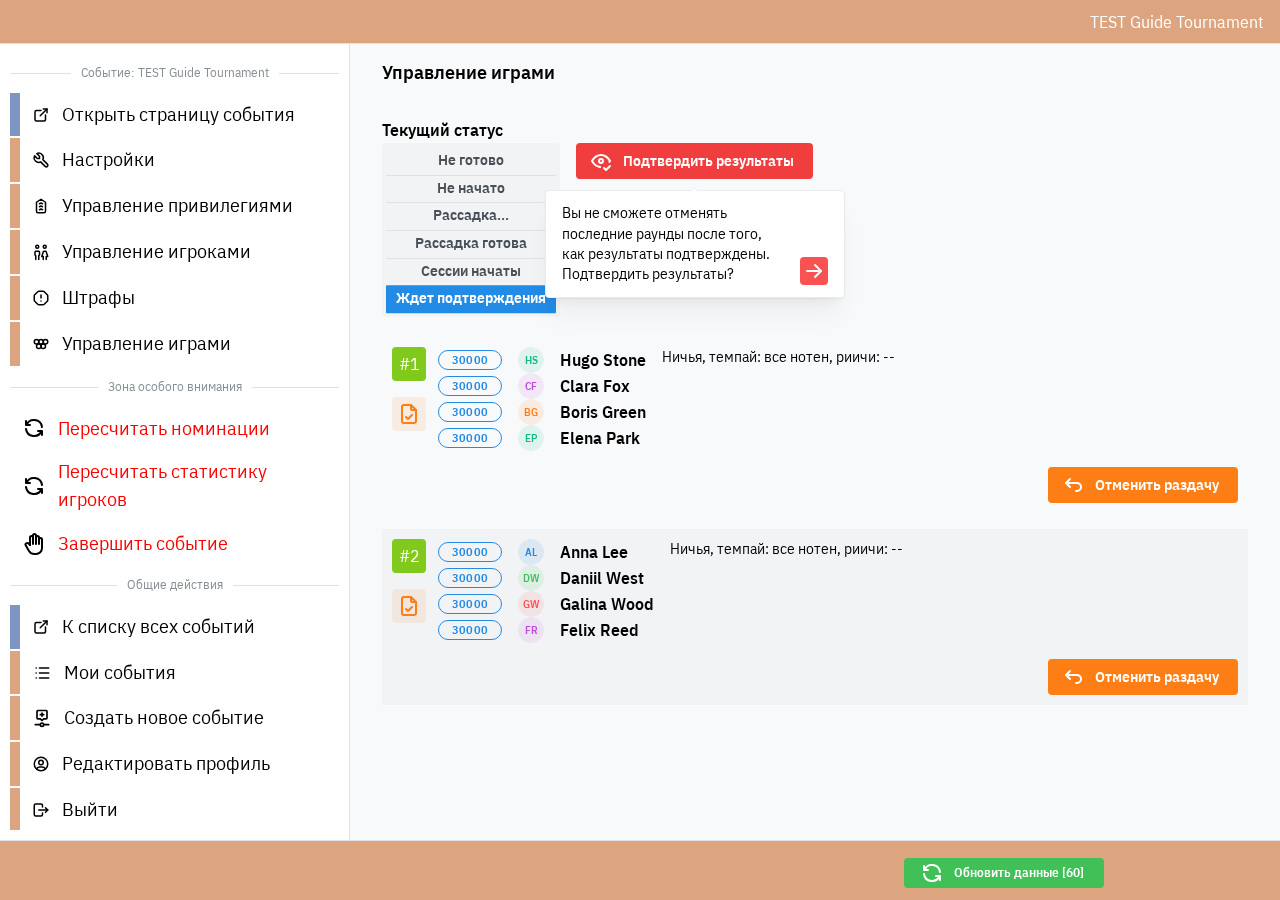 TEST Guide Tournament
Событие: TEST Guide Tournament
Открыть страницу события
Настройки
Управление привилегиями
Управление игроками
Штрафы
Управление играми
Зона особого внимания
Пересчитать номинации
Пересчитать статистику
игроков
Завершить событие
Общие действия
К списку всех событий
Мои события
Создать новое событие
Редактировать профиль
Выйти
Управление играми
Текущий статус
Не готово
Не начато
Рассадка...
Рассадка готова
Сессии начаты
Ждет подтверждения
Подтвердить результаты
Вы не сможете отменять
последние раунды после того,
как результаты подтверждены.
Подтвердить результаты?
#1
30000 HS Hugo Stone
30000 CF Clara Fox
30000 BG Boris Green
30000 EP Elena Park
Ничья, темпай: все нотен, риичи: --
Отменить раздачу
#2
30000 AL Anna Lee
30000 DW Daniil West
30000 GW Galina Wood
30000 FR Felix Reed
Ничья, темпай: все нотен, риичи: --
Отменить раздачу
Обновить данные [60]